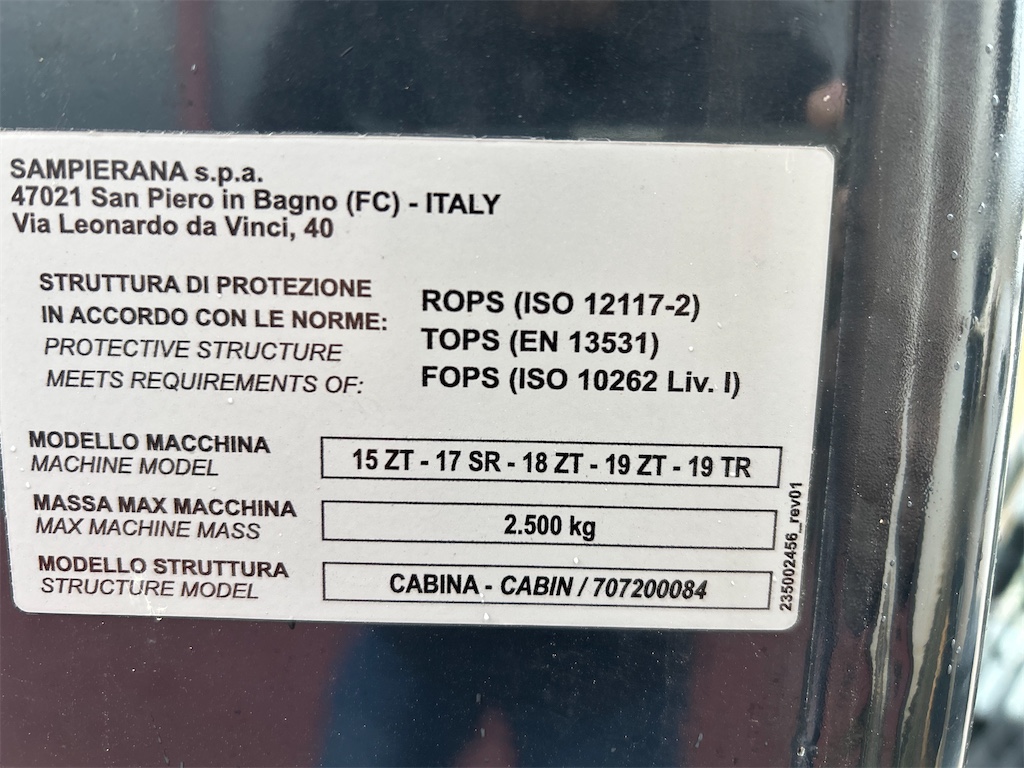 SAMPIERANA s.p.a.
47021 San Piero in Bagno (FC) - ITALY
Via Leonardo da Vinci, 40
STRUTTURA DI PROTEZIONE
IN ACCORDO CON LE NORME:
PROTECTIVE STRUCTURE
MEETS REQUIREMENTS OF:
ROPS (ISO 12117-2)
TOPS (EN 13531)
FOPS (ISO 10262 Liv. I)
MODELLO MACCHINA
MACHINE MODEL
15 ZT - 17 SR - 18 ZT - 19 ZT - 19 TR
MASSA MAX MACCHINA
MAX MACHINE MASS
2.500 kg
MODELLO STRUTTURA
STRUCTURE MODEL
CABINA - CABIN / 707200084
235002456_rev01